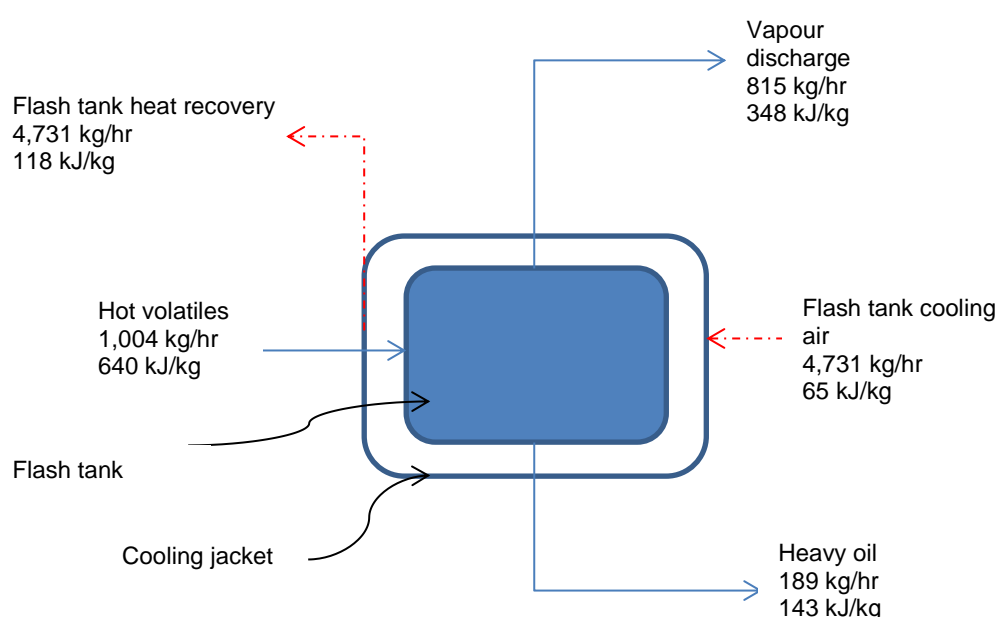 Vapour
discharge
815 kg/hr
348 kJ/kg
Flash tank heat recovery
4,731 kg/hr
118 kJ/kg
Hot volatiles
1,004 kg/hr
640 kJ/kg
Flash tank cooling
air
4,731 kg/hr
65 kJ/kg
Flash tank
Cooling jacket
Heavy oil
189 kg/hr
143 kJ/kg